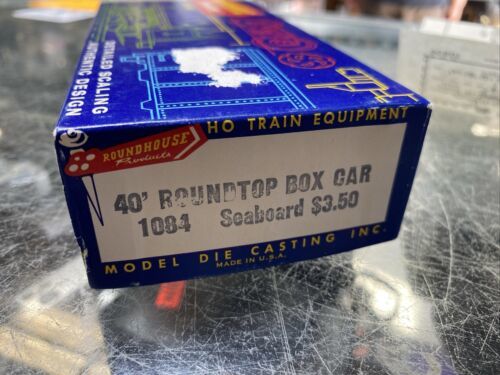 DETAILED SCALING
AUTHENTIC DESIGN
HO TRAIN EQUIPMENT
ROUNDHOUSE
Products
40' ROUNDTOP BOX CAR
1084 Seaboard $3.50
MODEL DIE CASTING INC.
MADE IN U.S.A.